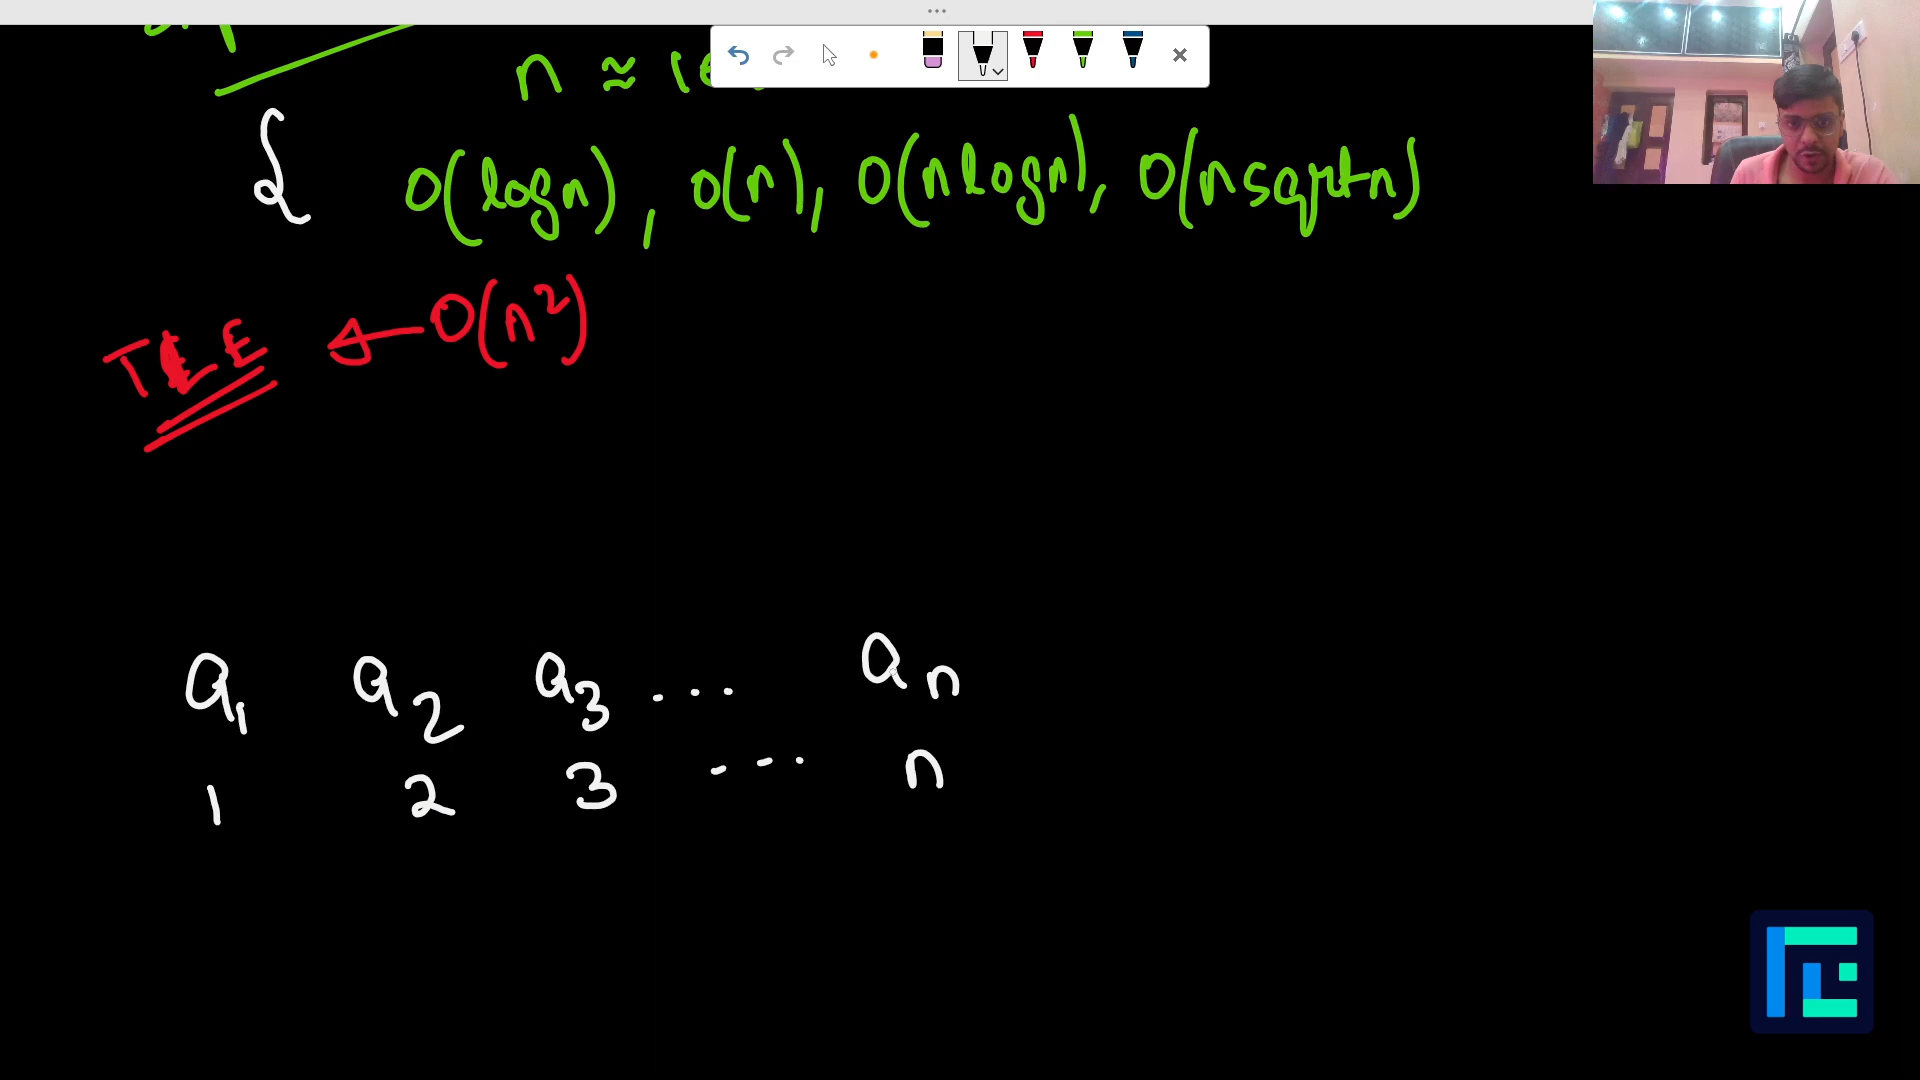 n ≈
O(logn), O(n), O(nlogn), O(nsqrtn)
TLE ← O(n²)
a₁ a₂ a₃ ... aₙ
1 2 3 ... n